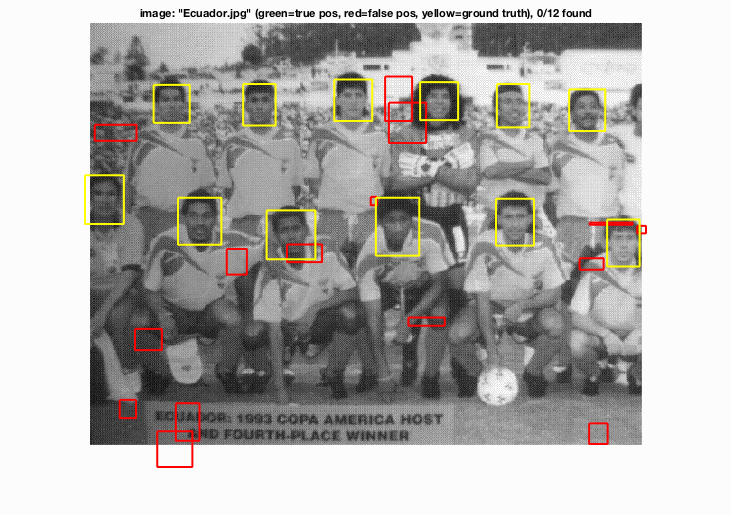 image: "Ecuador.jpg" (green=true pos, red=false pos, yellow=ground truth), 0/12 found
ECUADOR: 1993 COPA AMERICA HOST
AND FOURTH-PLACE WINNER